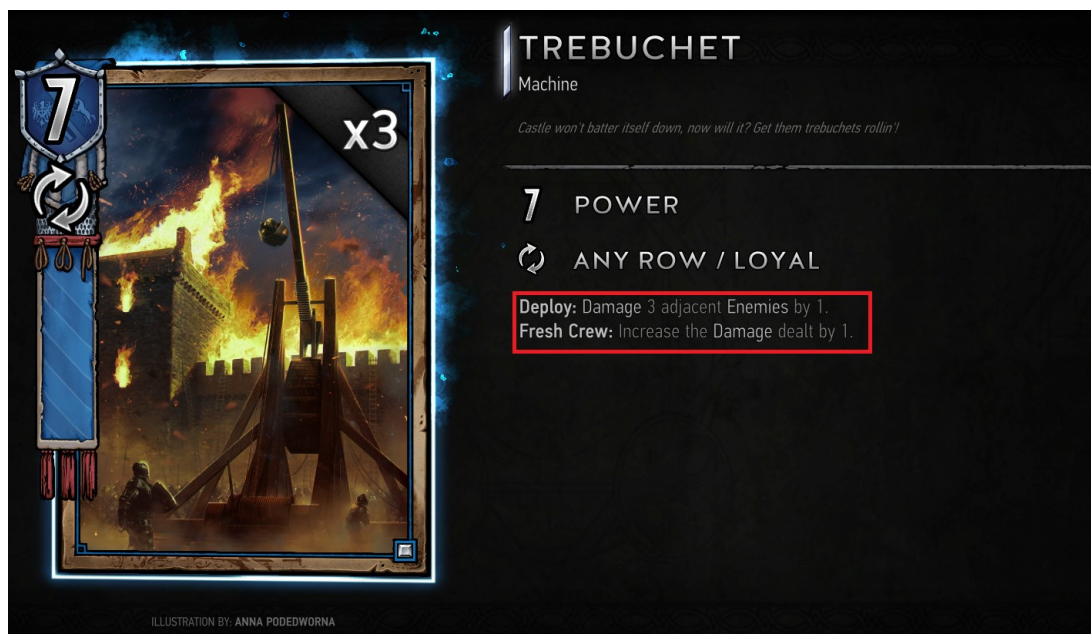 7
x3
TREBUCHET
Machine
Castle won't batter itself down, now will it? Get them trebuchets rollin'!
7 POWER
ANY ROW / LOYAL
Deploy: Damage 3 adjacent Enemies by 1.
Fresh Crew: Increase the Damage dealt by 1.
ILLUSTRATION BY: ANNA PODEDWORNA